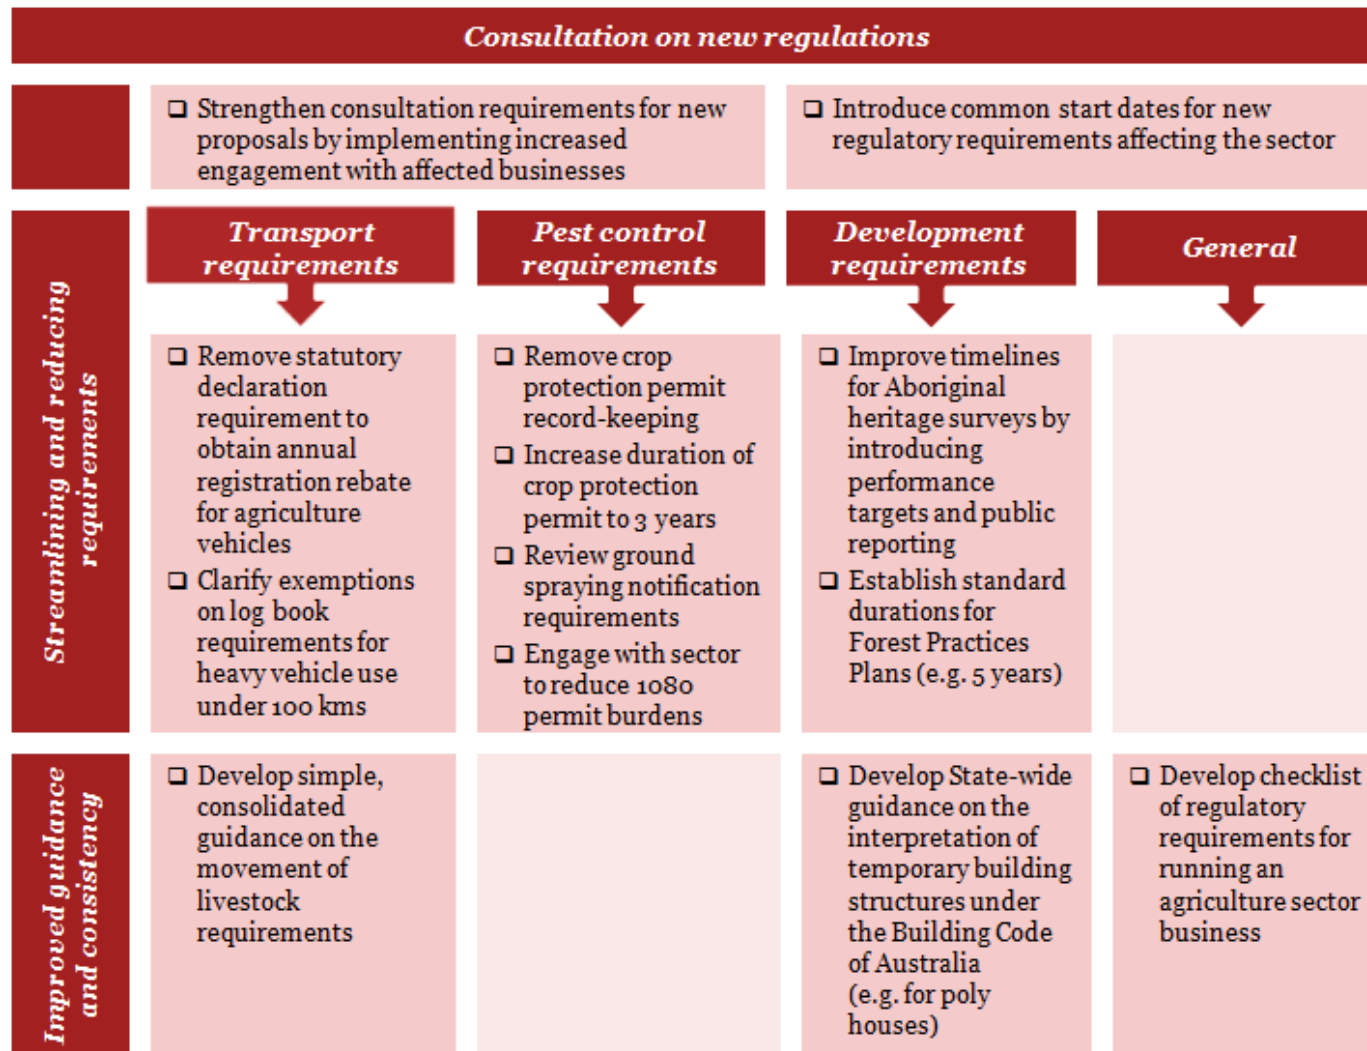 Consultation on new regulations
❑ Strengthen consultation requirements for new
proposals by implementing increased
engagement with affected businesses
❑ Introduce common start dates for new
regulatory requirements affecting the sector
Streamlining and reducing
requirements
Transport
requirements
Pest control
requirements
Development
requirements
General
❑ Remove statutory
declaration
requirement to
obtain annual
registration rebate
for agriculture
vehicles
❑ Clarify exemptions
on log book
requirements for
heavy vehicle use
under 100 kms
❑ Remove crop
protection permit
record-keeping
❑ Increase duration of
crop protection
permit to 3 years
❑ Review ground
spraying notification
requirements
❑ Engage with sector
to reduce 1080
permit burdens
❑ Improve timelines
for Aboriginal
heritage surveys by
introducing
performance
targets and public
reporting
❑ Establish standard
durations for
Forest Practices
Plans (e.g. 5 years)
Improved guidance
and consistency
❑ Develop simple,
consolidated
guidance on the
movement of
livestock
requirements
❑ Develop State-wide
guidance on the
interpretation of
temporary building
structures under
the Building Code
of Australia
(e.g. for poly
houses)
❑ Develop checklist
of regulatory
requirements for
running an
agriculture sector
business